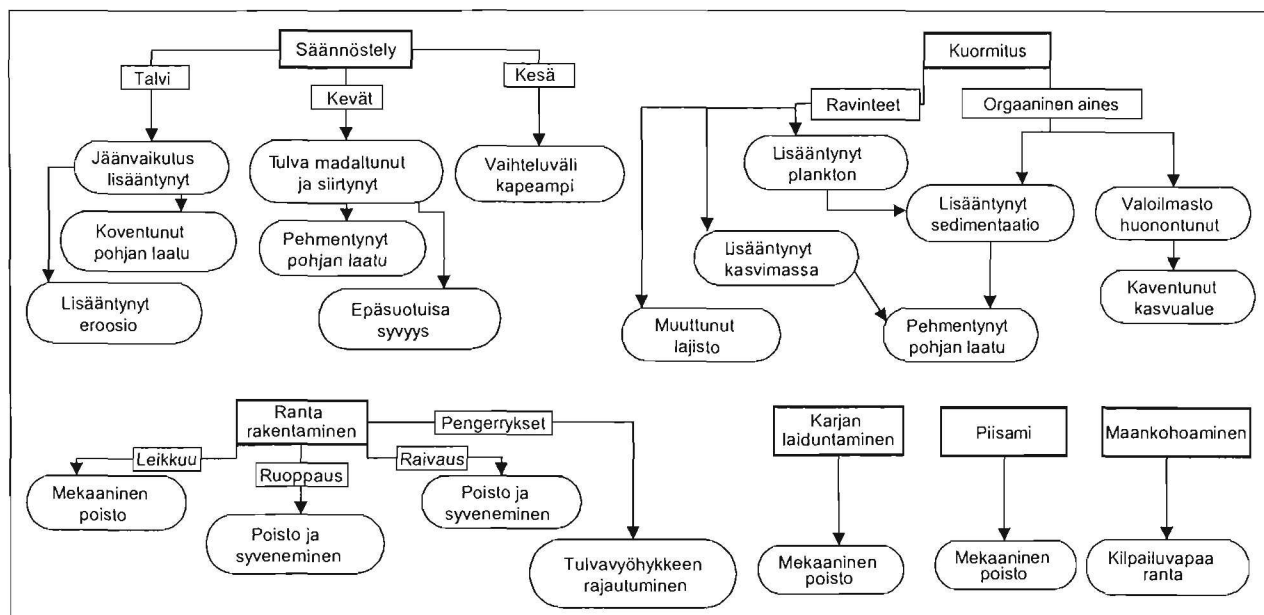 Säännöstely
Talvi
Kevät
Kesä
Jäänvaikutus
lisääntynyt
Tulva madaltunut
ja siirtynyt
Vaihteluväli
kapeampi
Koventunut
pohjan laatu
Pehmentynyt
pohjan laatu
Lisääntynyt
eroosio
Epäsuotuisa
syvyys
Kuormitus
Ravinteet
Orgaaninen aines
Lisääntynyt
plankton
Lisääntynyt
sedimentaatio
Valoilmasto
huonontunut
Lisääntynyt
kasvimassa
Kaventunut
kasvualue
Muuttunut
lajisto
Pehmentynyt
pohjan laatu
Ranta
rakentaminen
Pengerrykset
Leikkuu
Ruoppaus
Raivaus
Mekaaninen
poisto
Poisto ja
syveneminen
Poisto ja
syveneminen
Tulvavyöhykkeen
rajautuminen
Karjan
laiduntaminen
Piisami
Maankohoaminen
Mekaaninen
poisto
Mekaaninen
poisto
Kilpailuvapaa
ranta